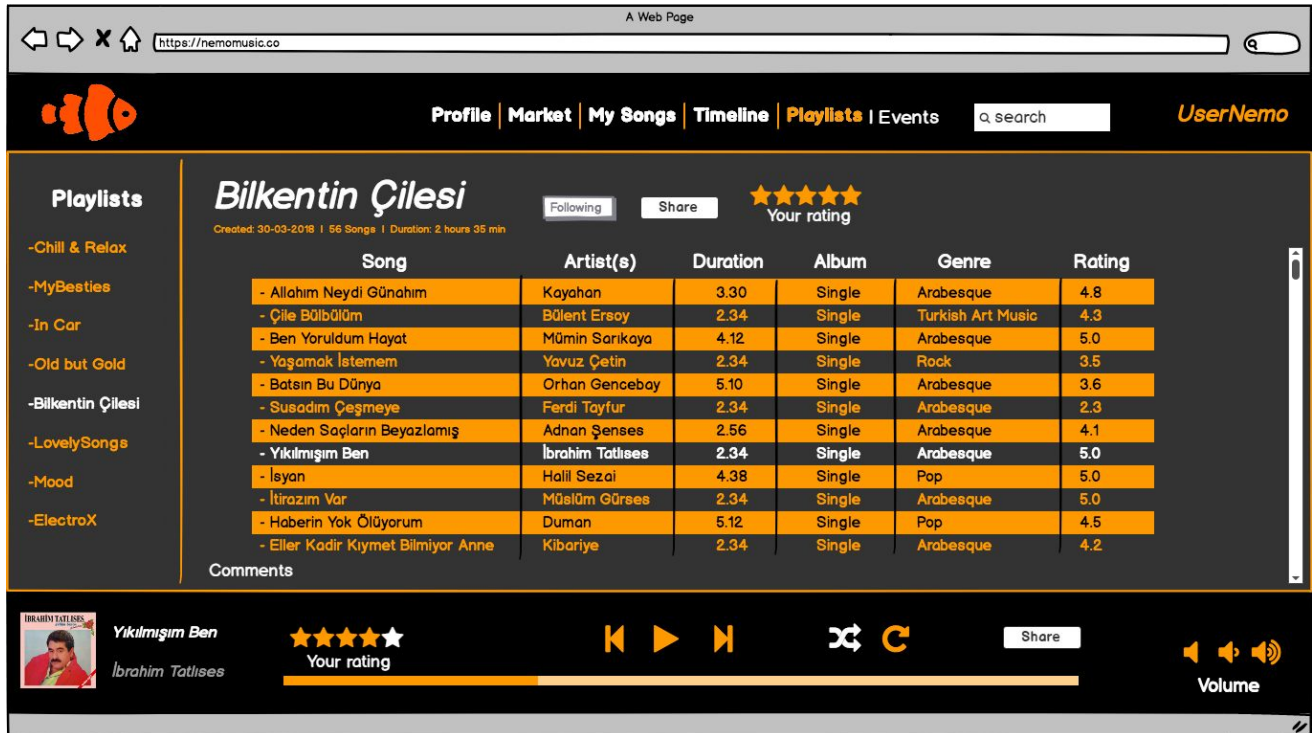 A Web Page
https://nemomusic.co
Profile | Market | My Songs | Timeline | Playlists | Events
search
UserNemo
Playlists
-Chill & Relax
-MyBesties
-In Car
-Old but Gold
-Bilkentin Çilesi
-LovelySongs
-Mood
-ElectroX
Bilkentin Çilesi
Following
Share
Your rating
Created: 30-03-2018 I 56 Songs I Duration: 2 hours 35 min
Song Artist(s) Duration Album Genre Rating
- Allahım Neydi Günahım Kayahan 3.30 Single Arabesque 4.8
- Çile Bülbülüm Bülent Ersoy 2.34 Single Turkish Art Music 4.3
- Ben Yoruldum Hayat Mümin Sarıkaya 4.12 Single Arabesque 5.0
- Yaşamak İstemem Yavuz Çetin 2.34 Single Rock 3.5
- Batsın Bu Dünya Orhan Gencebay 5.10 Single Arabesque 3.6
- Susadım Çeşmeye Ferdi Tayfur 2.34 Single Arabesque 2.3
- Neden Saçların Beyazlamış Adnan Şenses 2.56 Single Arabesque 4.1
- Yıkılmışım Ben İbrahim Tatlıses 2.34 Single Arabesque 5.0
- İsyan Halil Sezai 4.38 Single Pop 5.0
- İtirazım Var Müslüm Gürses 2.34 Single Arabesque 5.0
- Haberin Yok Ölüyorum Duman 5.12 Single Pop 4.5
- Eller Kadir Kıymet Bilmiyor Anne Kibariye 2.34 Single Arabesque 4.2
Comments
İBRAHİM TATLISES
Yıkılmışım Ben
İbrahim Tatlıses
Your rating
Share
Volume